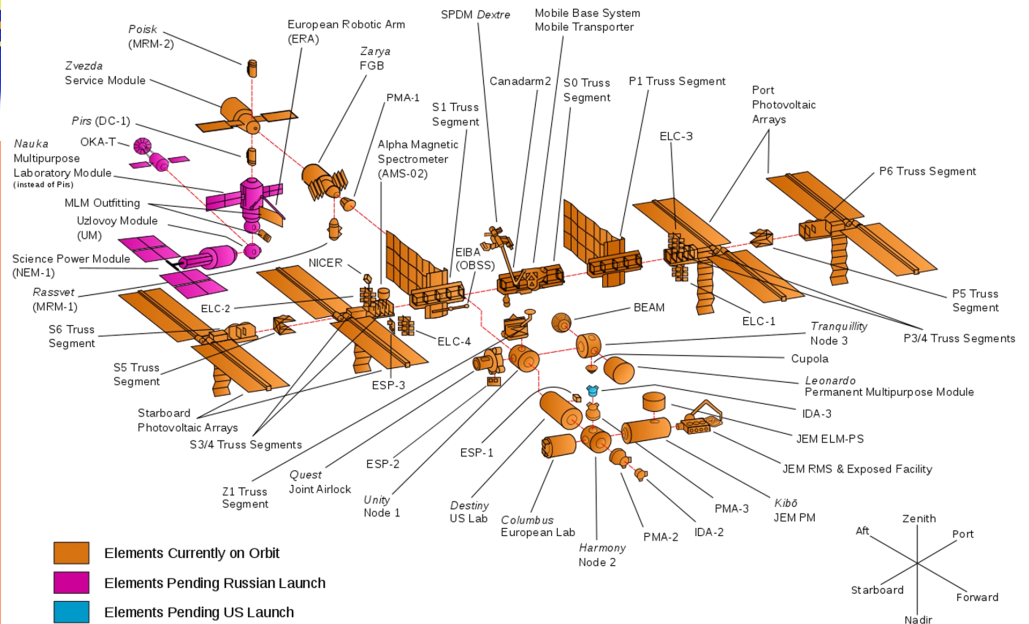 Poisk
(MRM-2)
Zvezda
Service Module
Pirs (DC-1)
OKA-T
Nauka
Multipurpose
Laboratory Module
(instead of Pirs)
MLM Outfitting
Uzlovoy Module
(UM)
Science Power Module
(NEM-1)
Rassvet
(MRM-1)
European Robotic Arm
(ERA)
Zarya
FGB
PMA-1
Alpha Magnetic
Spectrometer
(AMS-02)
S1 Truss
Segment
SPDM Dextre
Mobile Base System
Mobile Transporter
Canadarm2
S0 Truss
Segment
P1 Truss Segment
ELC-3
Port
Photovoltaic
Arrays
P6 Truss Segment
P5 Truss
Segment
P3/4 Truss Segments
ELC-1
EIBA
(OBSS)
NICER
ELC-2
S6 Truss
Segment
S5 Truss
Segment
Starboard
Photovoltaic Arrays
S3/4 Truss Segments
ESP-3
ELC-4
BEAM
Tranquillity
Node 3
Cupola
Leonardo
Permanent Multipurpose Module
IDA-3
JEM ELM-PS
JEM RMS & Exposed Facility
Kibō
JEM PM
PMA-3
IDA-2
PMA-2
Harmony
Node 2
Columbus
European Lab
Destiny
US Lab
ESP-1
Unity
Node 1
ESP-2
Quest
Joint Airlock
Z1 Truss
Segment
Elements Currently on Orbit
Elements Pending Russian Launch
Elements Pending US Launch
Zenith
Aft
Port
Starboard
Forward
Nadir